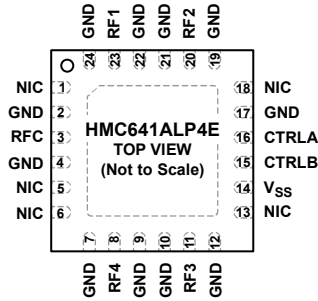 GND RF1 GND GND RF2 GND
24 23 22 21 20 19
NIC 1
GND 2
RFC 3
GND 4
NIC 5
NIC 6
HMC641ALP4E
TOP VIEW
(Not to Scale)
18 NIC
17 GND
16 CTRLA
15 CTRLB
14 VSS
13 NIC
7 8 9 10 11 12
GND RF4 GND GND RF3 GND